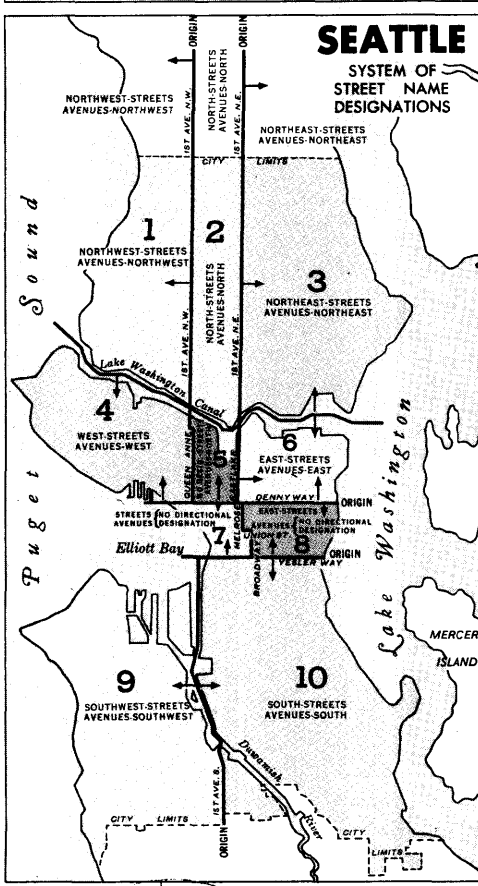 SEATTLE
SYSTEM OF
STREET NAME
DESIGNATIONS
ORIGIN
ORIGIN
NORTHWEST-STREETS
AVENUES-NORTHWEST
1ST AVE. N.W.
NORTH-STREETS
AVENUES-NORTH
1ST AVE. N.E.
NORTHEAST-STREETS
AVENUES-NORTHEAST
CITY LIMITS
1
NORTHWEST-STREETS
AVENUES-NORTHWEST
2
NORTH-STREETS
AVENUES-NORTH
3
NORTHEAST-STREETS
AVENUES-NORTHEAST
1ST AVE. N.W.
1ST AVE. N.E.
Puget Sound
Lake Washington Canal
4
WEST-STREETS
AVENUES-WEST
QUEEN ANNE
5
6
EAST-STREETS
AVENUES-EAST
Lake Washington
DENNY WAY
ORIGIN
STREETS
AVENUES
NO DIRECTIONAL
DESIGNATION
7
MELROSE
EAST-STREETS
AVENUES
NO DIRECTIONAL
DESIGNATION
UNION ST.
8
Elliott Bay
BROADWAY
YESLER WAY
ORIGIN
MERCER
ISLAND
9
SOUTHWEST-STREETS
AVENUES-SOUTHWEST
10
SOUTH-STREETS
AVENUES-SOUTH
Duwamish River
1ST AVE. S.
ORIGIN
CITY LIMITS
CITY
LIMITS